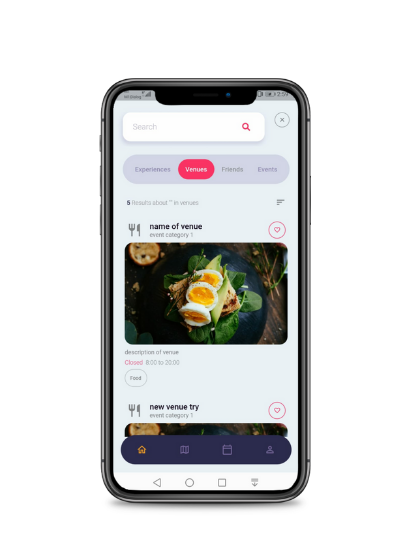 2:59
Search
Experiences Venues Friends Events
5 Results about "" in venues
name of venue
event category 1
description of venue
Closed 8:00 to 20:00
Food
new venue try
event category 1